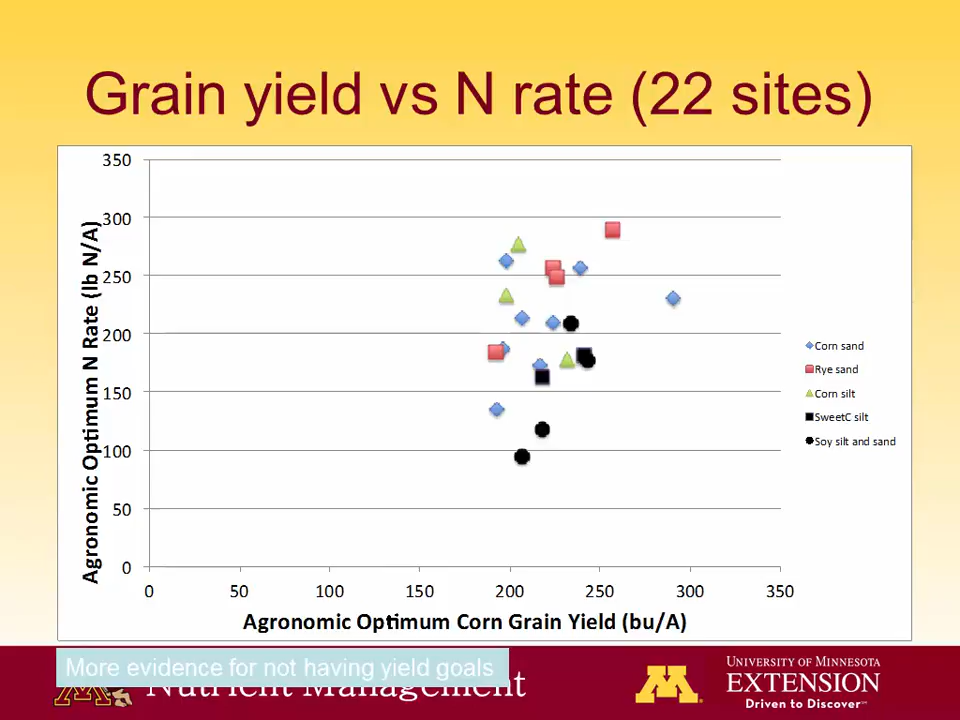 Grain yield vs N rate (22 sites)
350
300
250
200
150
100
50
0
Agronomic Optimum N Rate (lb N/A)
0 50 100 150 200 250 300 350
Agronomic Optimum Corn Grain Yield (bu/A)
Corn sand
Rye sand
Corn silt
SweetC silt
Soy silt and sand
More evidence for not having yield goals
Nutrient Management
UNIVERSITY OF MINNESOTA
EXTENSION
Driven to Discover℠